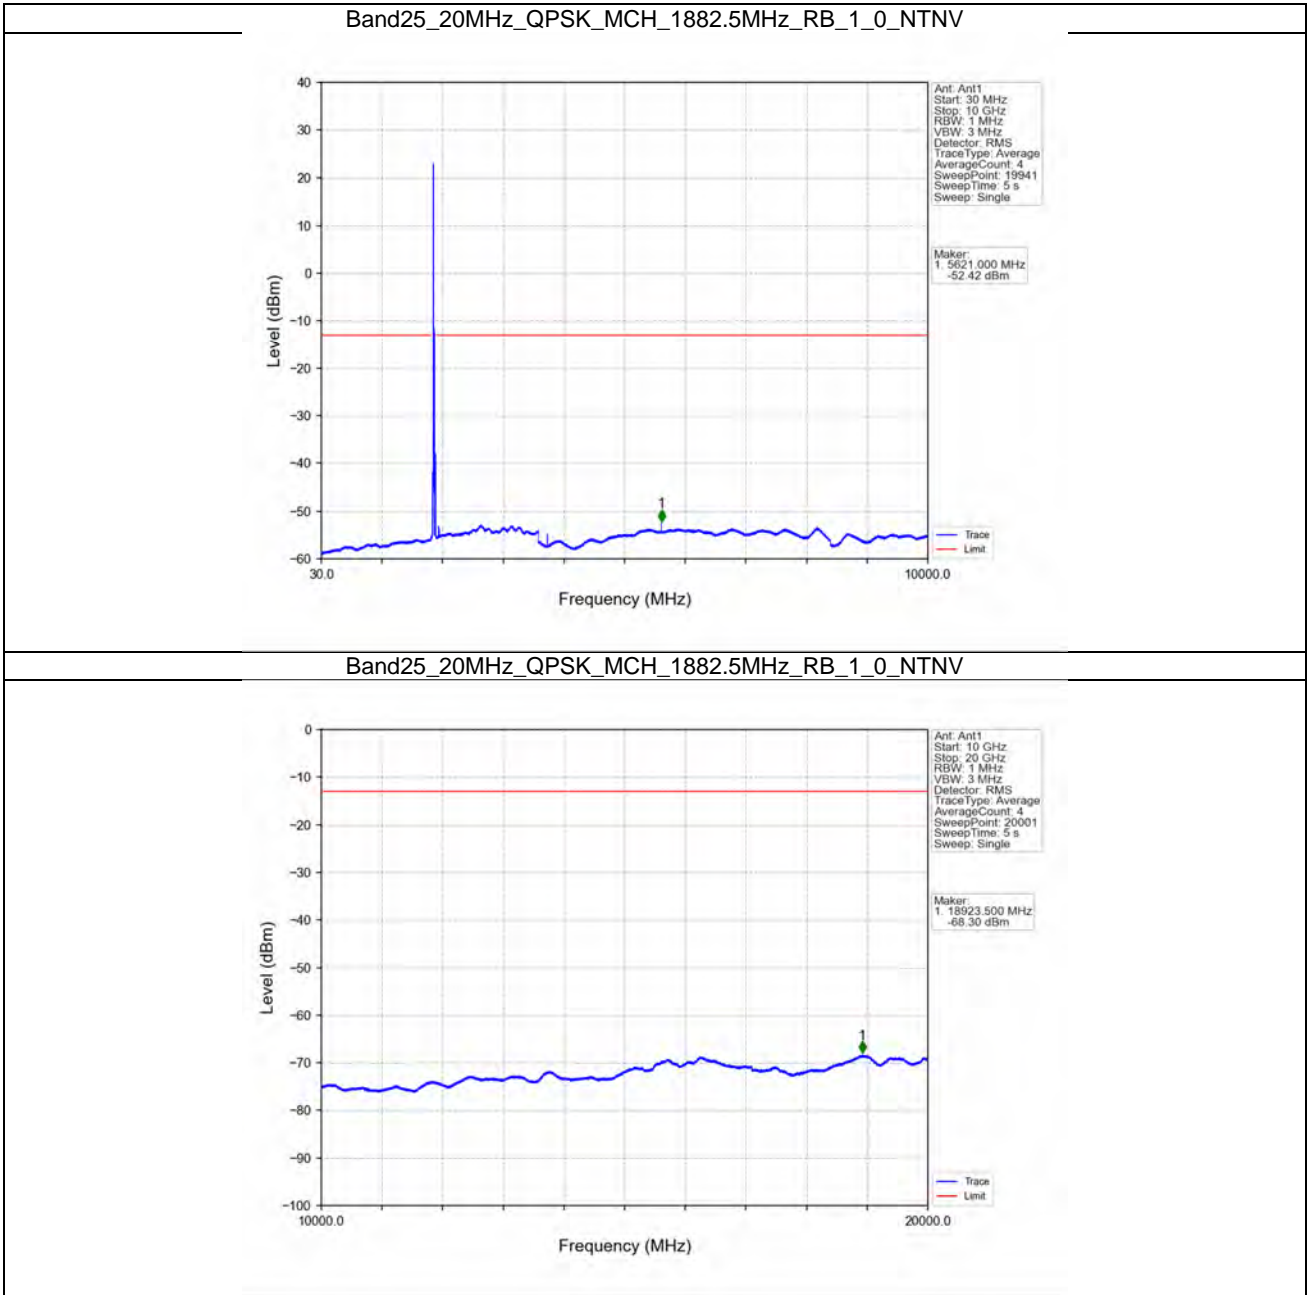 Band25_20MHz_QPSK_MCH_1882.5MHz_RB_1_0_NTNV
40
30
20
10
0
−10
−20
−30
−40
−50
−60
Level (dBm)
30.0
10000.0
Frequency (MHz)
1
Ant: Ant1
Start: 30 MHz
Stop: 10 GHz
RBW: 1 MHz
VBW: 3 MHz
Detector: RMS
TraceType: Average
AverageCount: 4
SweepPoint: 19941
SweepTime: 5 s
Sweep: Single
Maker:
1. 5621.000 MHz
-52.42 dBm
Trace
Limit
Band25_20MHz_QPSK_MCH_1882.5MHz_RB_1_0_NTNV
0
−10
−20
−30
−40
−50
−60
−70
−80
−90
−100
Level (dBm)
10000.0
20000.0
Frequency (MHz)
1
Ant: Ant1
Start: 10 GHz
Stop: 20 GHz
RBW: 1 MHz
VBW: 3 MHz
Detector: RMS
TraceType: Average
AverageCount: 4
SweepPoint: 20001
SweepTime: 5 s
Sweep: Single
Maker:
1. 18923.500 MHz
-68.30 dBm
Trace
Limit